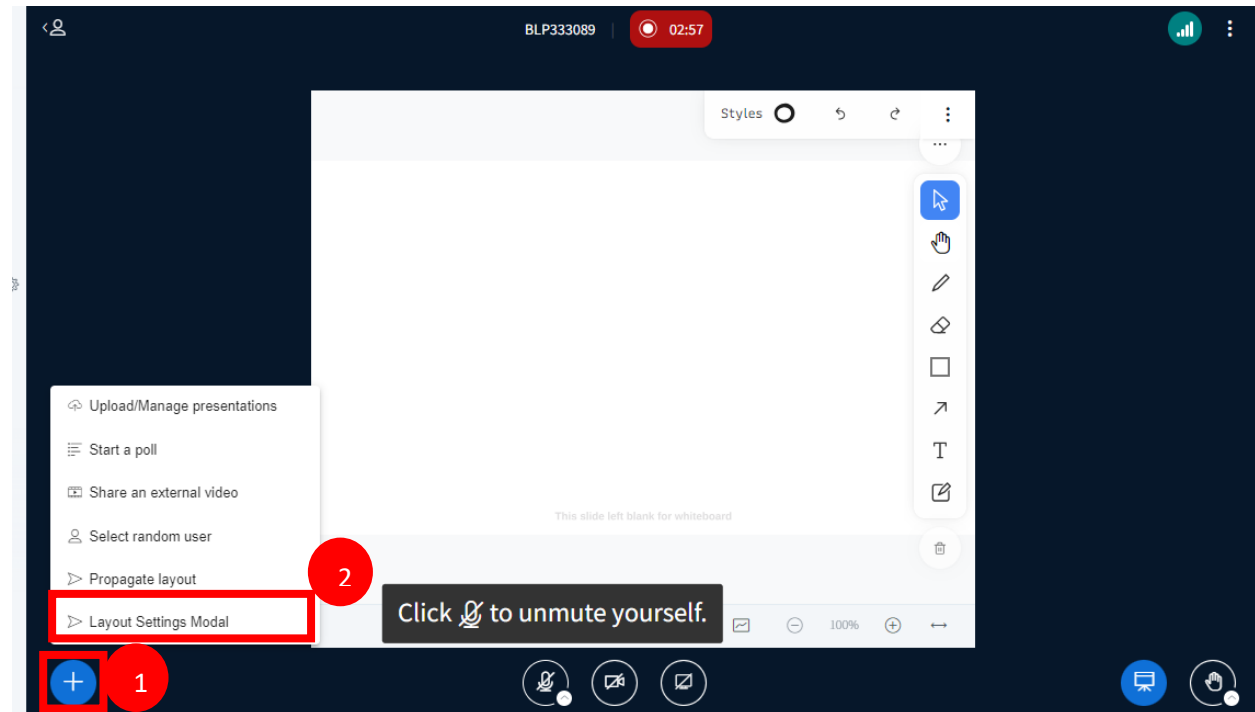 BLP333089
02:57
Styles
Upload/Manage presentations
Start a poll
Share an external video
Select random user
Propagate layout
Layout Settings Modal
T
This slide left blank for whiteboard
2
Click to unmute yourself.
100%
1